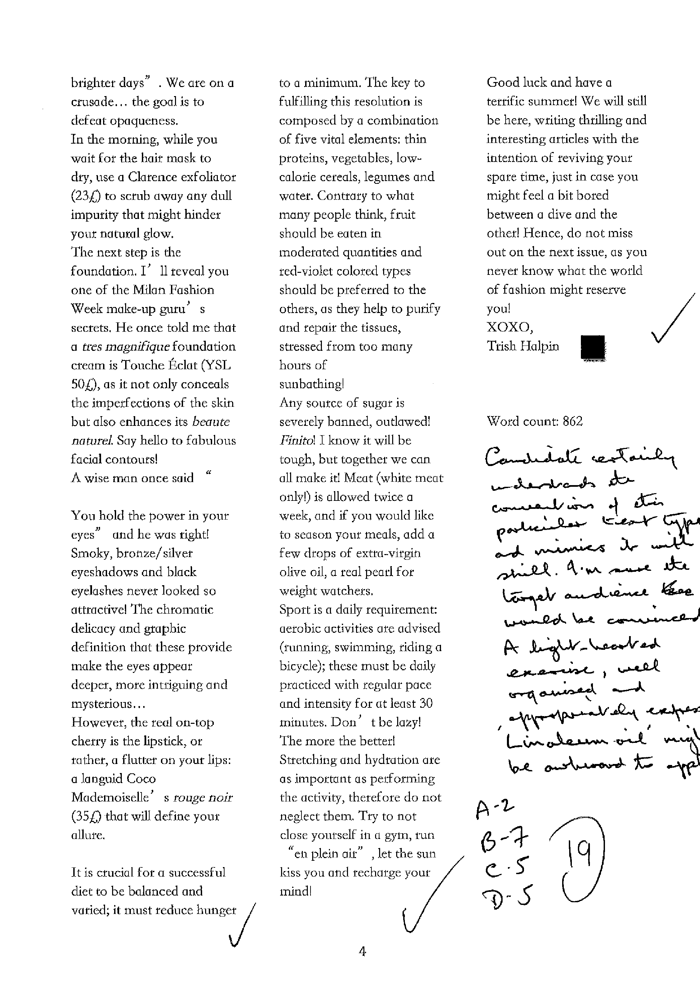 brighter days” . We are on a
crusade... the goal is to
defeat opaqueness.
In the morning, while you
wait for the hair mask to
dry, use a Clarence exfoliator
(23£) to scrub away any dull
impurity that might hinder
your natural glow.
The next step is the
foundation. I’ ll reveal you
one of the Milan Fashion
Week make-up guru’ s
secrets. He once told me that
a tres magnifique foundation
cream is Touche Éclat (YSL
50£), as it not only conceals
the imperfections of the skin
but also enhances its beaute
naturel. Say hello to fabulous
facial contours!
A wise man once said “
You hold the power in your
eyes” and he was right!
Smoky, bronze/silver
eyeshadows and black
eyelashes never looked so
attractive! The chromatic
delicacy and graphic
definition that these provide
make the eyes appear
deeper, more intriguing and
mysterious...
However, the real on-top
cherry is the lipstick, or
rather, a flutter on your lips:
a languid Coco
Mademoiselle’ s rouge noir
(35£) that will define your
allure.
It is crucial for a successful
diet to be balanced and
varied; it must reduce hunger
to a minimum. The key to
fulfilling this resolution is
composed by a combination
of five vital elements: thin
proteins, vegetables, low-
calorie cereals, legumes and
water. Contrary to what
many people think, fruit
should be eaten in
moderated quantities and
red-violet colored types
should be preferred to the
others, as they help to purify
and repair the tissues,
stressed from too many
hours of
sunbathing!
Any source of sugar is
severely banned, outlawed!
Finito! I know it will be
tough, but together we can
all make it! Meat (white meat
only!) is allowed twice a
week, and if you would like
to season your meals, add a
few drops of extra-virgin
olive oil, a real pearl for
weight watchers.
Sport is a daily requirement:
aerobic activities are advised
(running, swimming, riding a
bicycle); these must be daily
practiced with regular pace
and intensity for at least 30
minutes. Don’ t be lazy!
The more the better!
Stretching and hydration are
as important as performing
the activity, therefore do not
neglect them. Try to not
close yourself in a gym, run
“en plein air” , let the sun
kiss you and recharge your
mind!
Good luck and have a
terrific summer! We will still
be here, writing thrilling and
interesting articles with the
intention of reviving your
spare time, just in case you
might feel a bit bored
between a dive and the
other! Hence, do not miss
out on the next issue, as you
never know what the world
of fashion might reserve
you!
XOXO,
Trish Halpin
Word count: 862
Candidate certainly
understands the
conventions of this
particular text type
and mimics it with
skill. I'm sure the
target audience
would be convinced
A light-hearted
exercise, well
organised and
appropriately
'Linoleum oil'
be awkward to
A-2
B-7
C-5
D-5
19
4